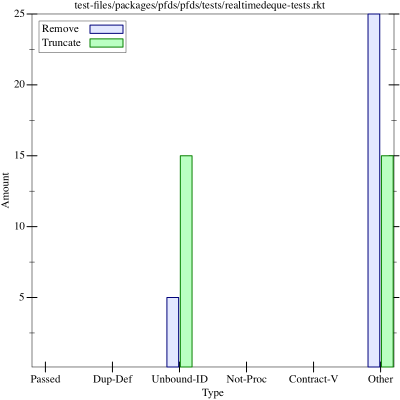 test-files/packages/pfds/pfds/tests/realtimedeque-tests.rkt
Remove
Truncate
25
20
15
10
5
Amount
Passed Dup-Def Unbound-ID Not-Proc Contract-V Other
Type